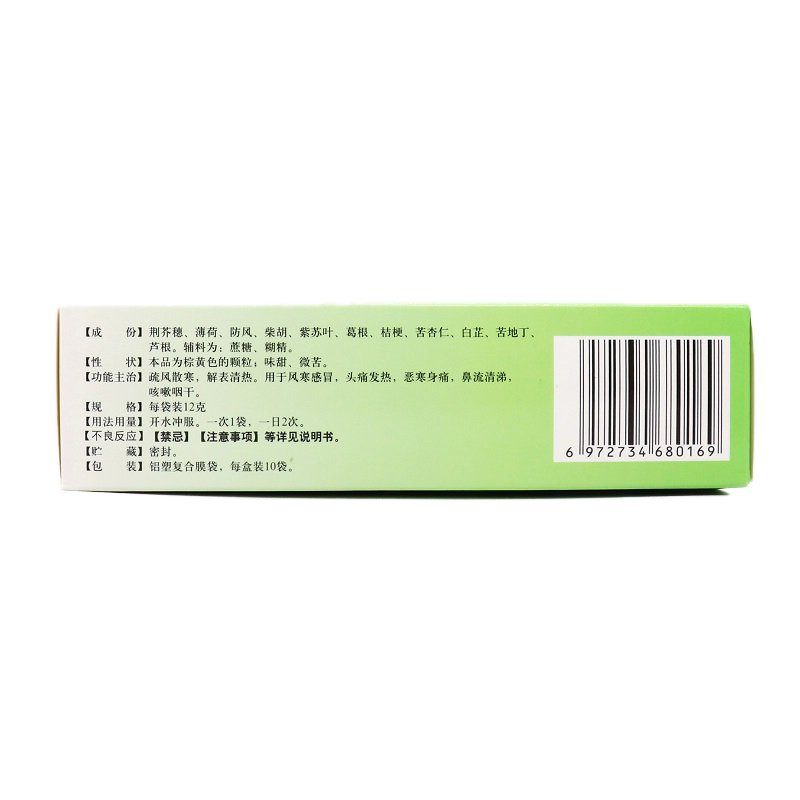 【成　份】荆芥穗、薄荷、防风、柴胡、紫苏叶、葛根、桔梗、苦杏仁、白芷、苦地丁、
芦根。辅料为：蔗糖、糊精。
【性　状】本品为棕黄色的颗粒；味甜、微苦。
【功能主治】疏风散寒，解表清热。用于风寒感冒，头痛发热，恶寒身痛，鼻流清涕，
咳嗽咽干。
【规　格】每袋装12克
【用法用量】开水冲服。一次1袋，一日2次。
【不良反应】【禁忌】【注意事项】等详见说明书。
【贮　藏】密封。
【包　装】铝塑复合膜袋，每盒装10袋。
6 972734 680169